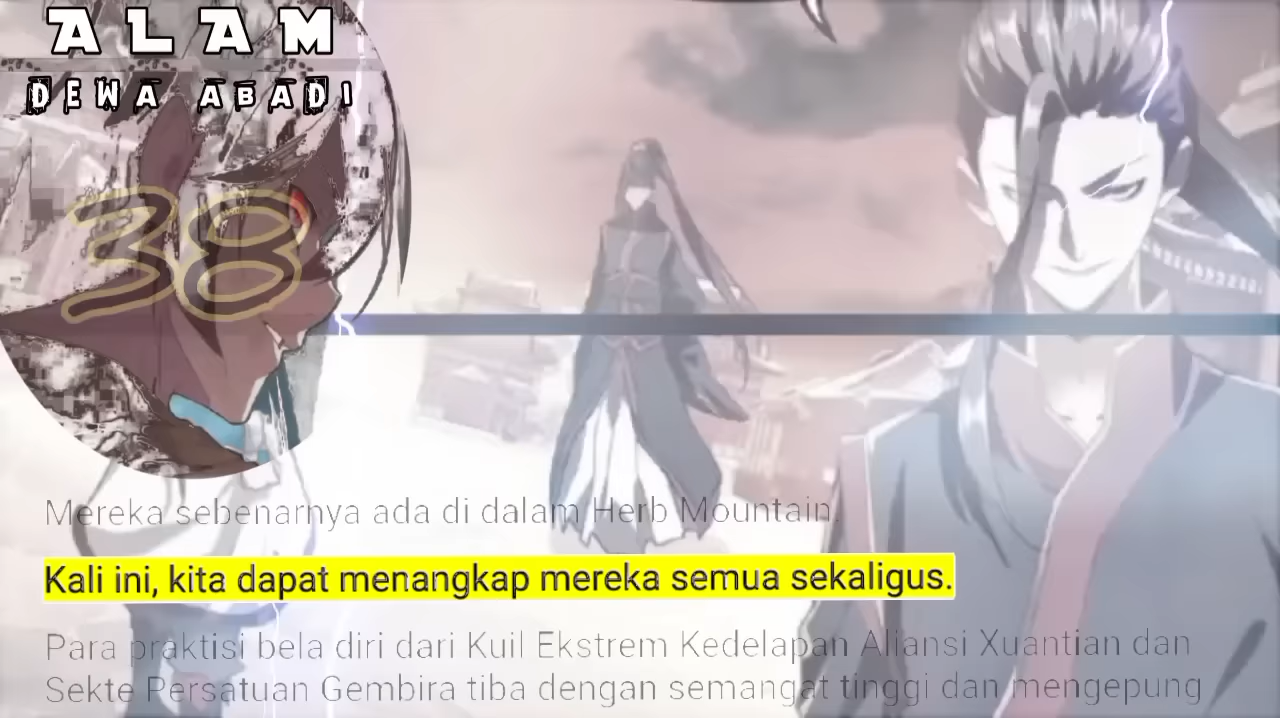 ALAM
DEWA ABADI
38
Mereka sebenarnya ada di dalam Herb Mountain.
Kali ini, kita dapat menangkap mereka semua sekaligus.
Para praktisi bela diri dari Kuil Ekstrem Kedelapan Aliansi Xuantian dan
Sekte Persatuan Gembira tiba dengan semangat tinggi dan mengepung